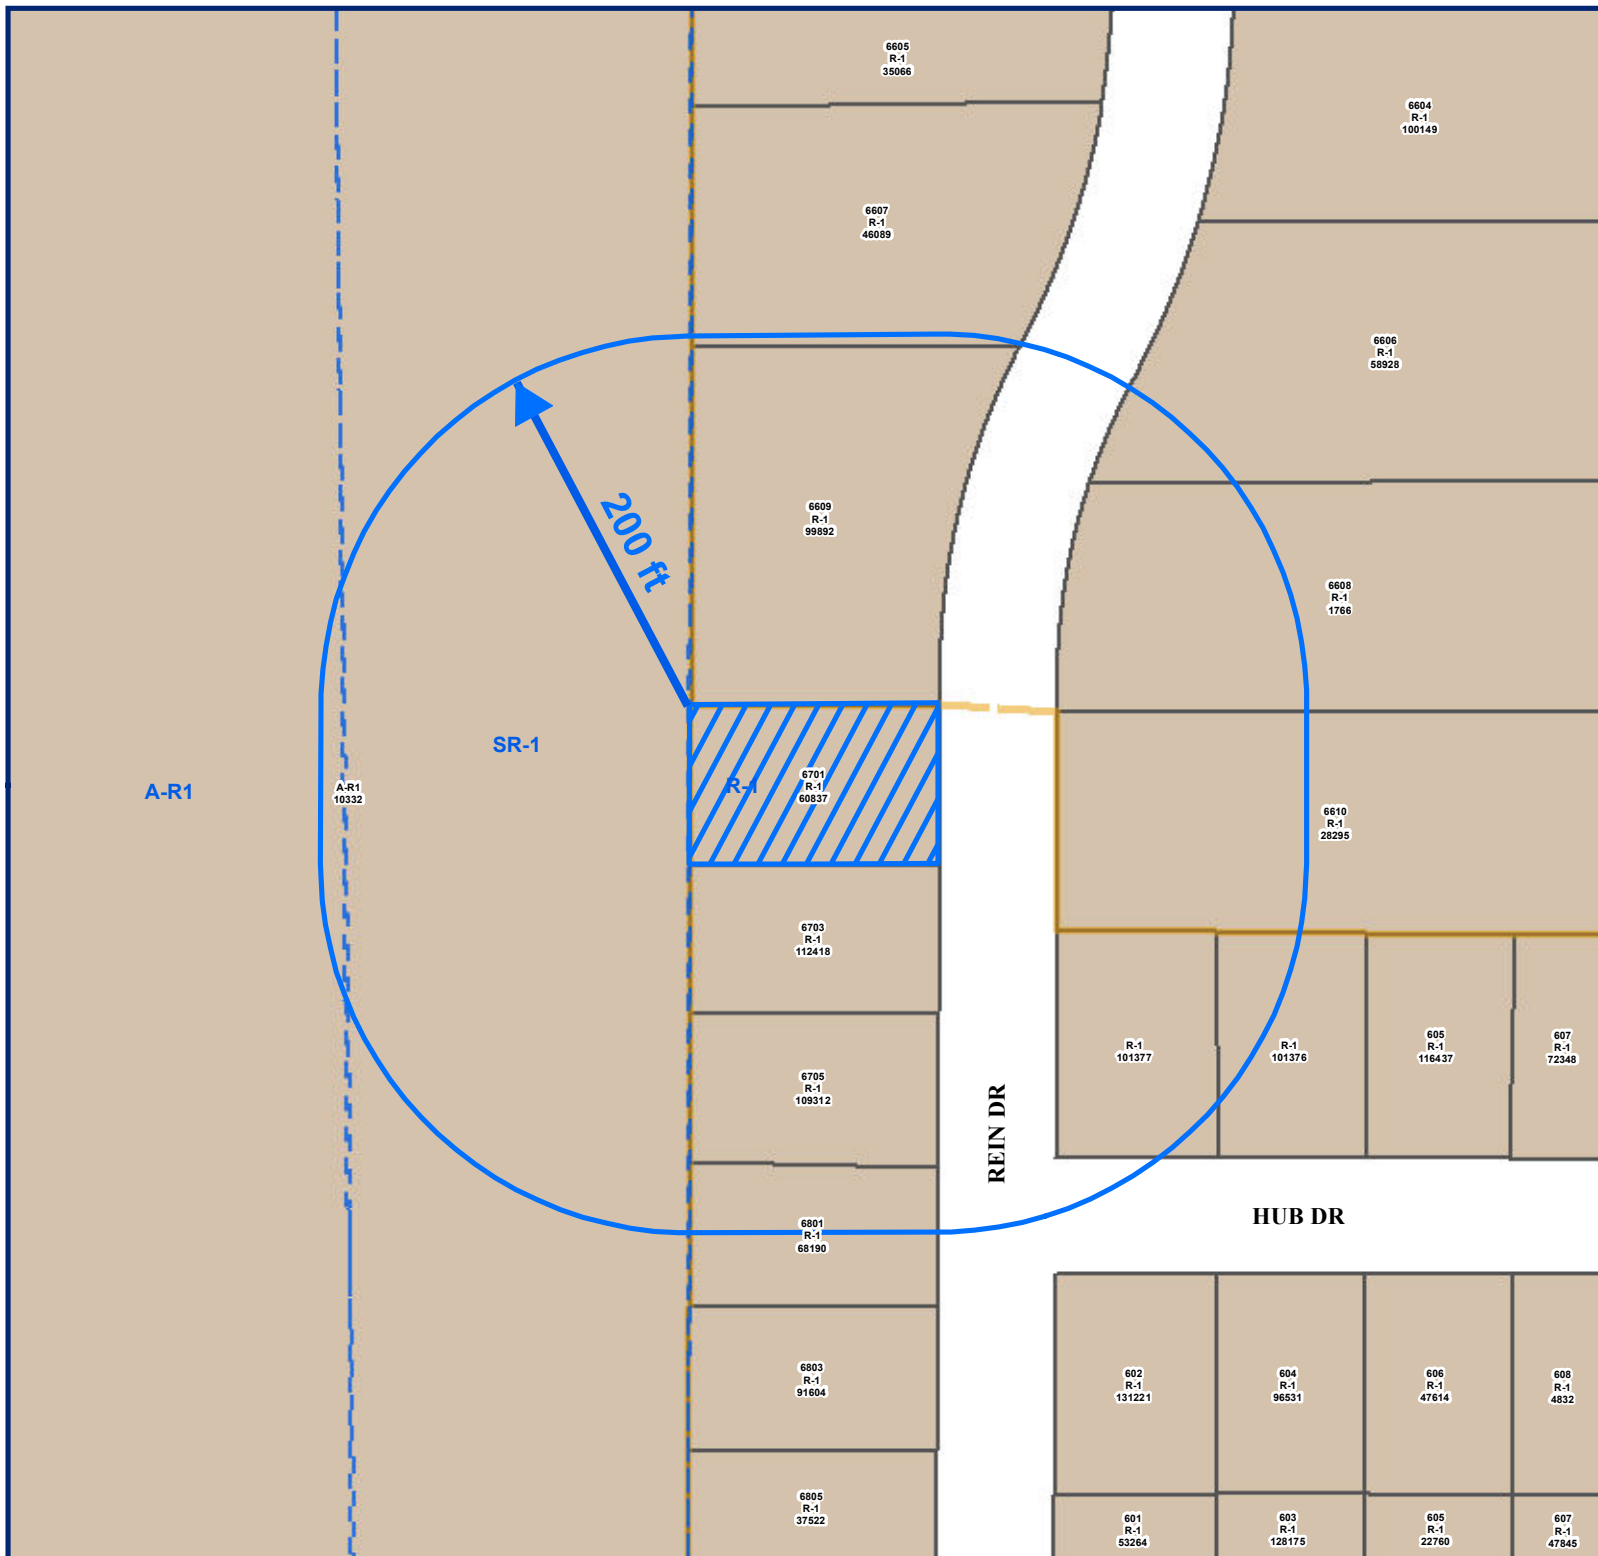 6605
R-1
35066
6604
R-1
100149
6607
R-1
46089
6606
R-1
58928
200 ft
6609
R-1
99892
6608
R-1
1766
SR-1
A-R1
A-R1
10332
R-1
6701
R-1
60837
6610
R-1
28295
6703
R-1
112418
R-1
101377
R-1
101376
605
R-1
116437
607
R-1
72348
6705
R-1
109312
REIN DR
HUB DR
6801
R-1
68190
6803
R-1
91604
602
R-1
131221
604
R-1
96531
606
R-1
47614
608
R-1
4832
6805
R-1
37522
601
R-1
53264
603
R-1
128175
605
R-1
22760
607
R-1
47845